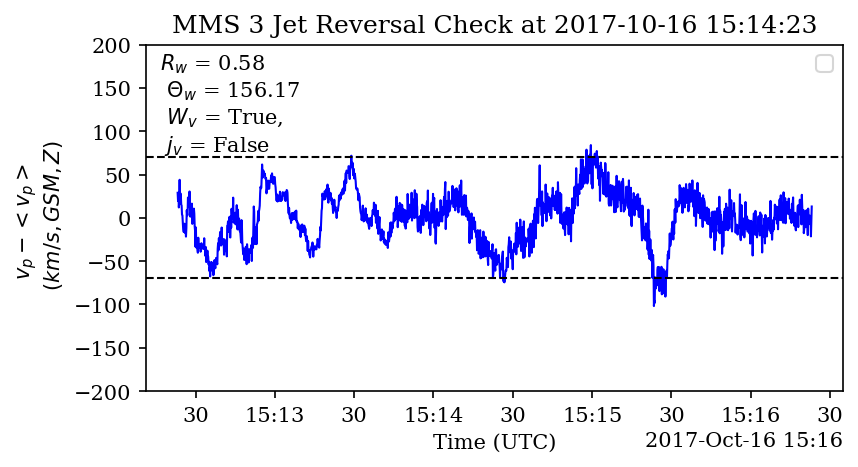 MMS 3 Jet Reversal Check at 2017-10-16 15:14:23
R_w = 0.58
Θ_w = 156.17
W_v = True,
j_v = False
v_p − < v_p >
(km/s, GSM, Z)
200
150
100
50
0
−50
−100
−150
−200
30 15:13 30 15:14 30 15:15 30 15:16 30
Time (UTC)
2017-Oct-16 15:16